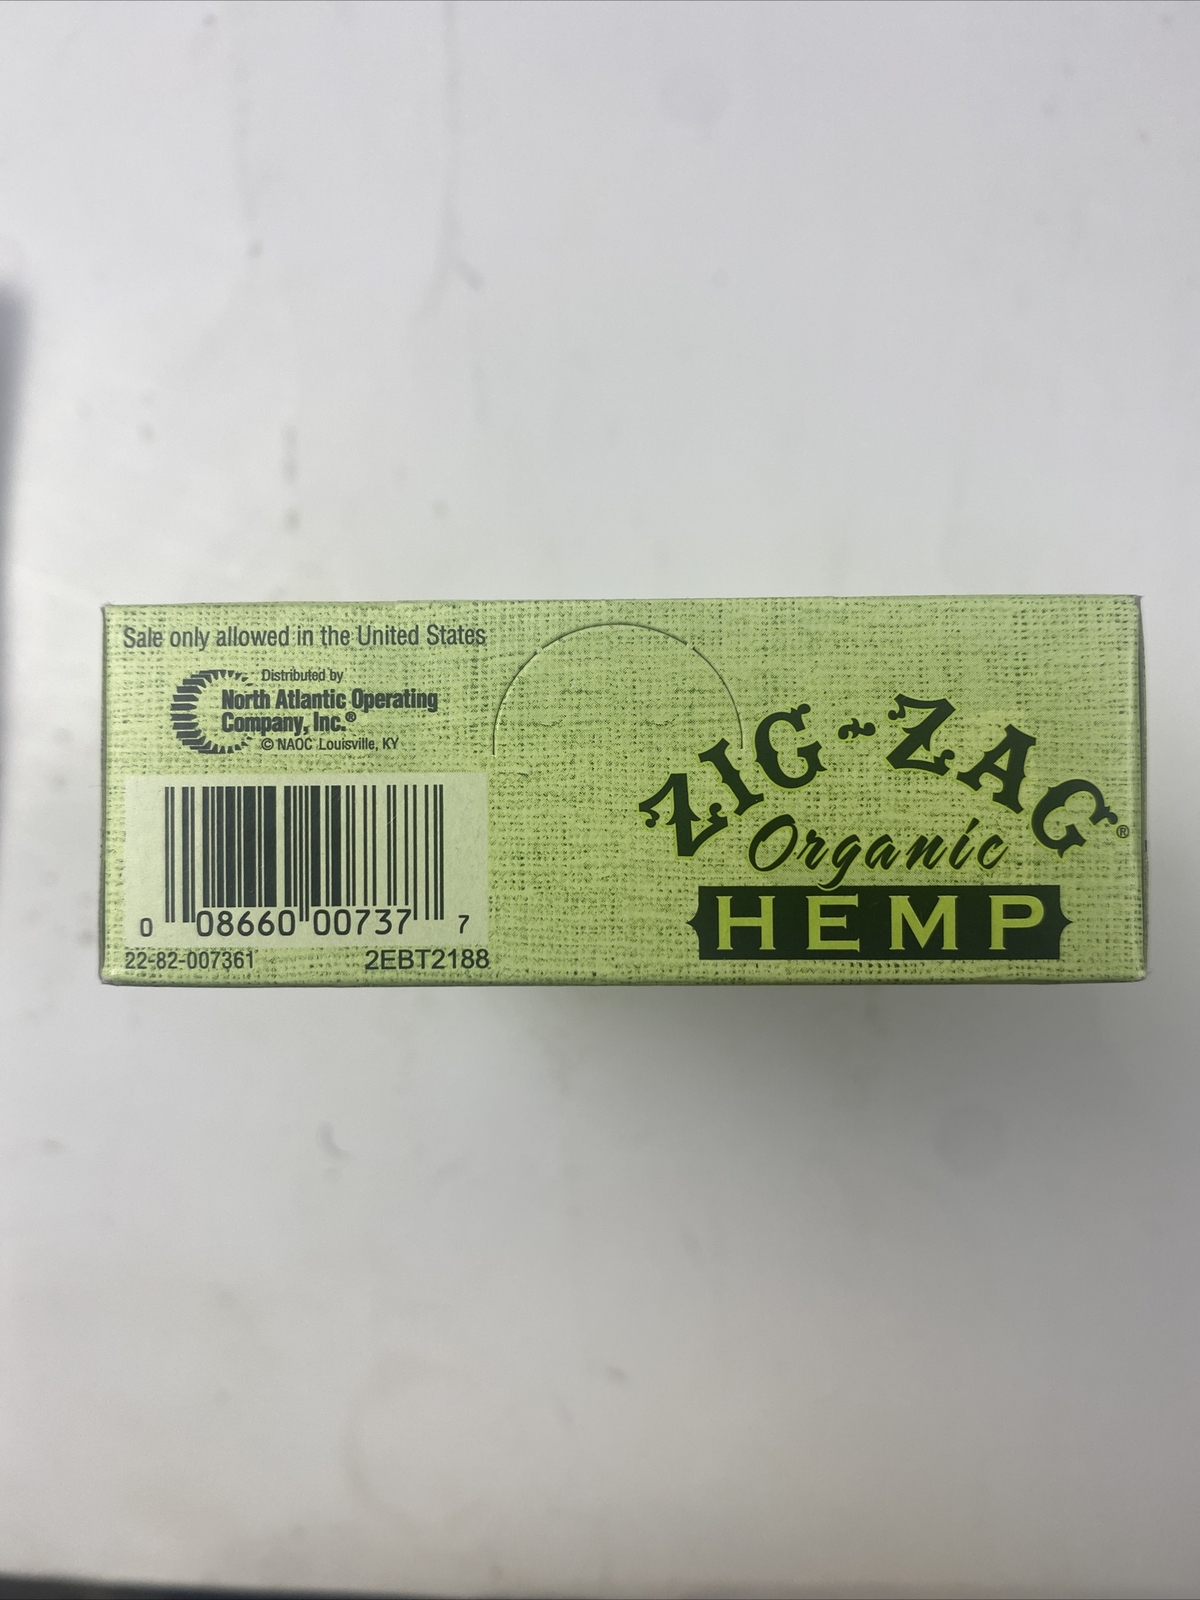 Sale only allowed in the United States
Distributed by
North Atlantic Operating
Company, Inc.®
© NAOC Louisville, KY
0 08660 00737 7
22-82-007361 2EBT2188
ZIG-ZAG®
Organic
HEMP